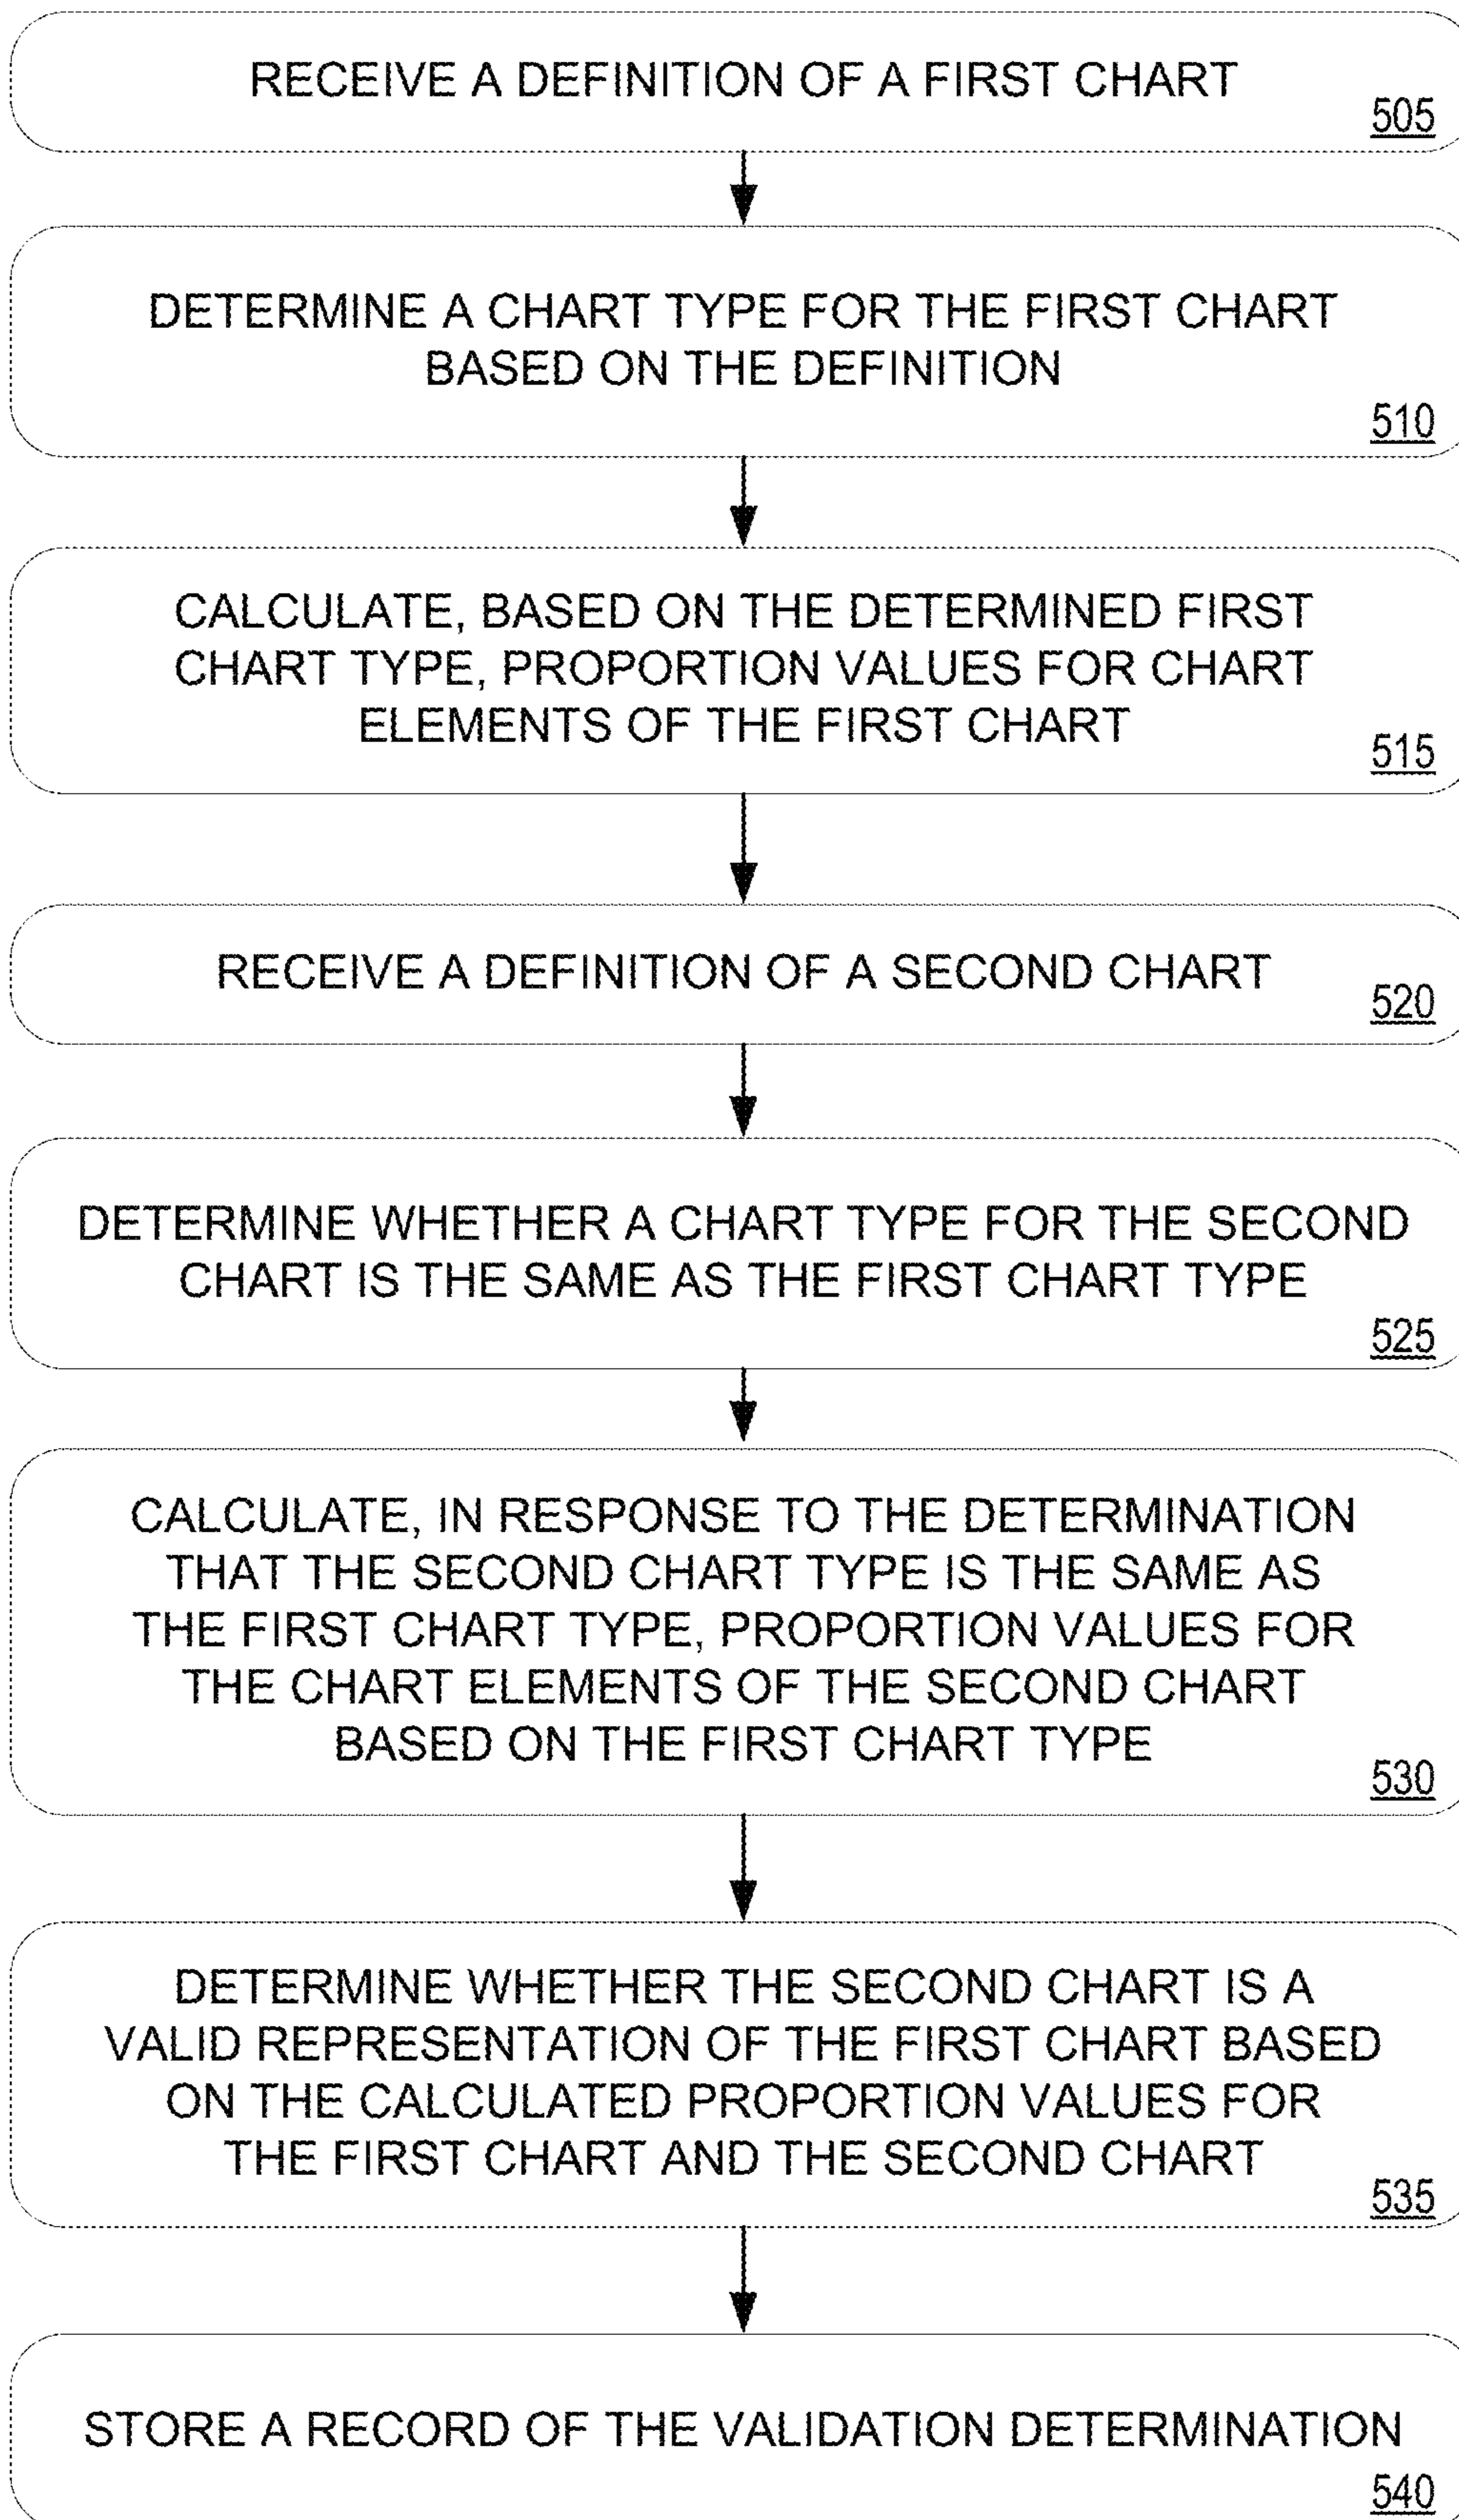 RECEIVE A DEFINITION OF A FIRST CHART
505
DETERMINE A CHART TYPE FOR THE FIRST CHART
BASED ON THE DEFINITION
510
CALCULATE, BASED ON THE DETERMINED FIRST
CHART TYPE, PROPORTION VALUES FOR CHART
ELEMENTS OF THE FIRST CHART
515
RECEIVE A DEFINITION OF A SECOND CHART
520
DETERMINE WHETHER A CHART TYPE FOR THE SECOND
CHART IS THE SAME AS THE FIRST CHART TYPE
525
CALCULATE, IN RESPONSE TO THE DETERMINATION
THAT THE SECOND CHART TYPE IS THE SAME AS
THE FIRST CHART TYPE, PROPORTION VALUES FOR
THE CHART ELEMENTS OF THE SECOND CHART
BASED ON THE FIRST CHART TYPE
530
DETERMINE WHETHER THE SECOND CHART IS A
VALID REPRESENTATION OF THE FIRST CHART BASED
ON THE CALCULATED PROPORTION VALUES FOR
THE FIRST CHART AND THE SECOND CHART
535
STORE A RECORD OF THE VALIDATION DETERMINATION
540